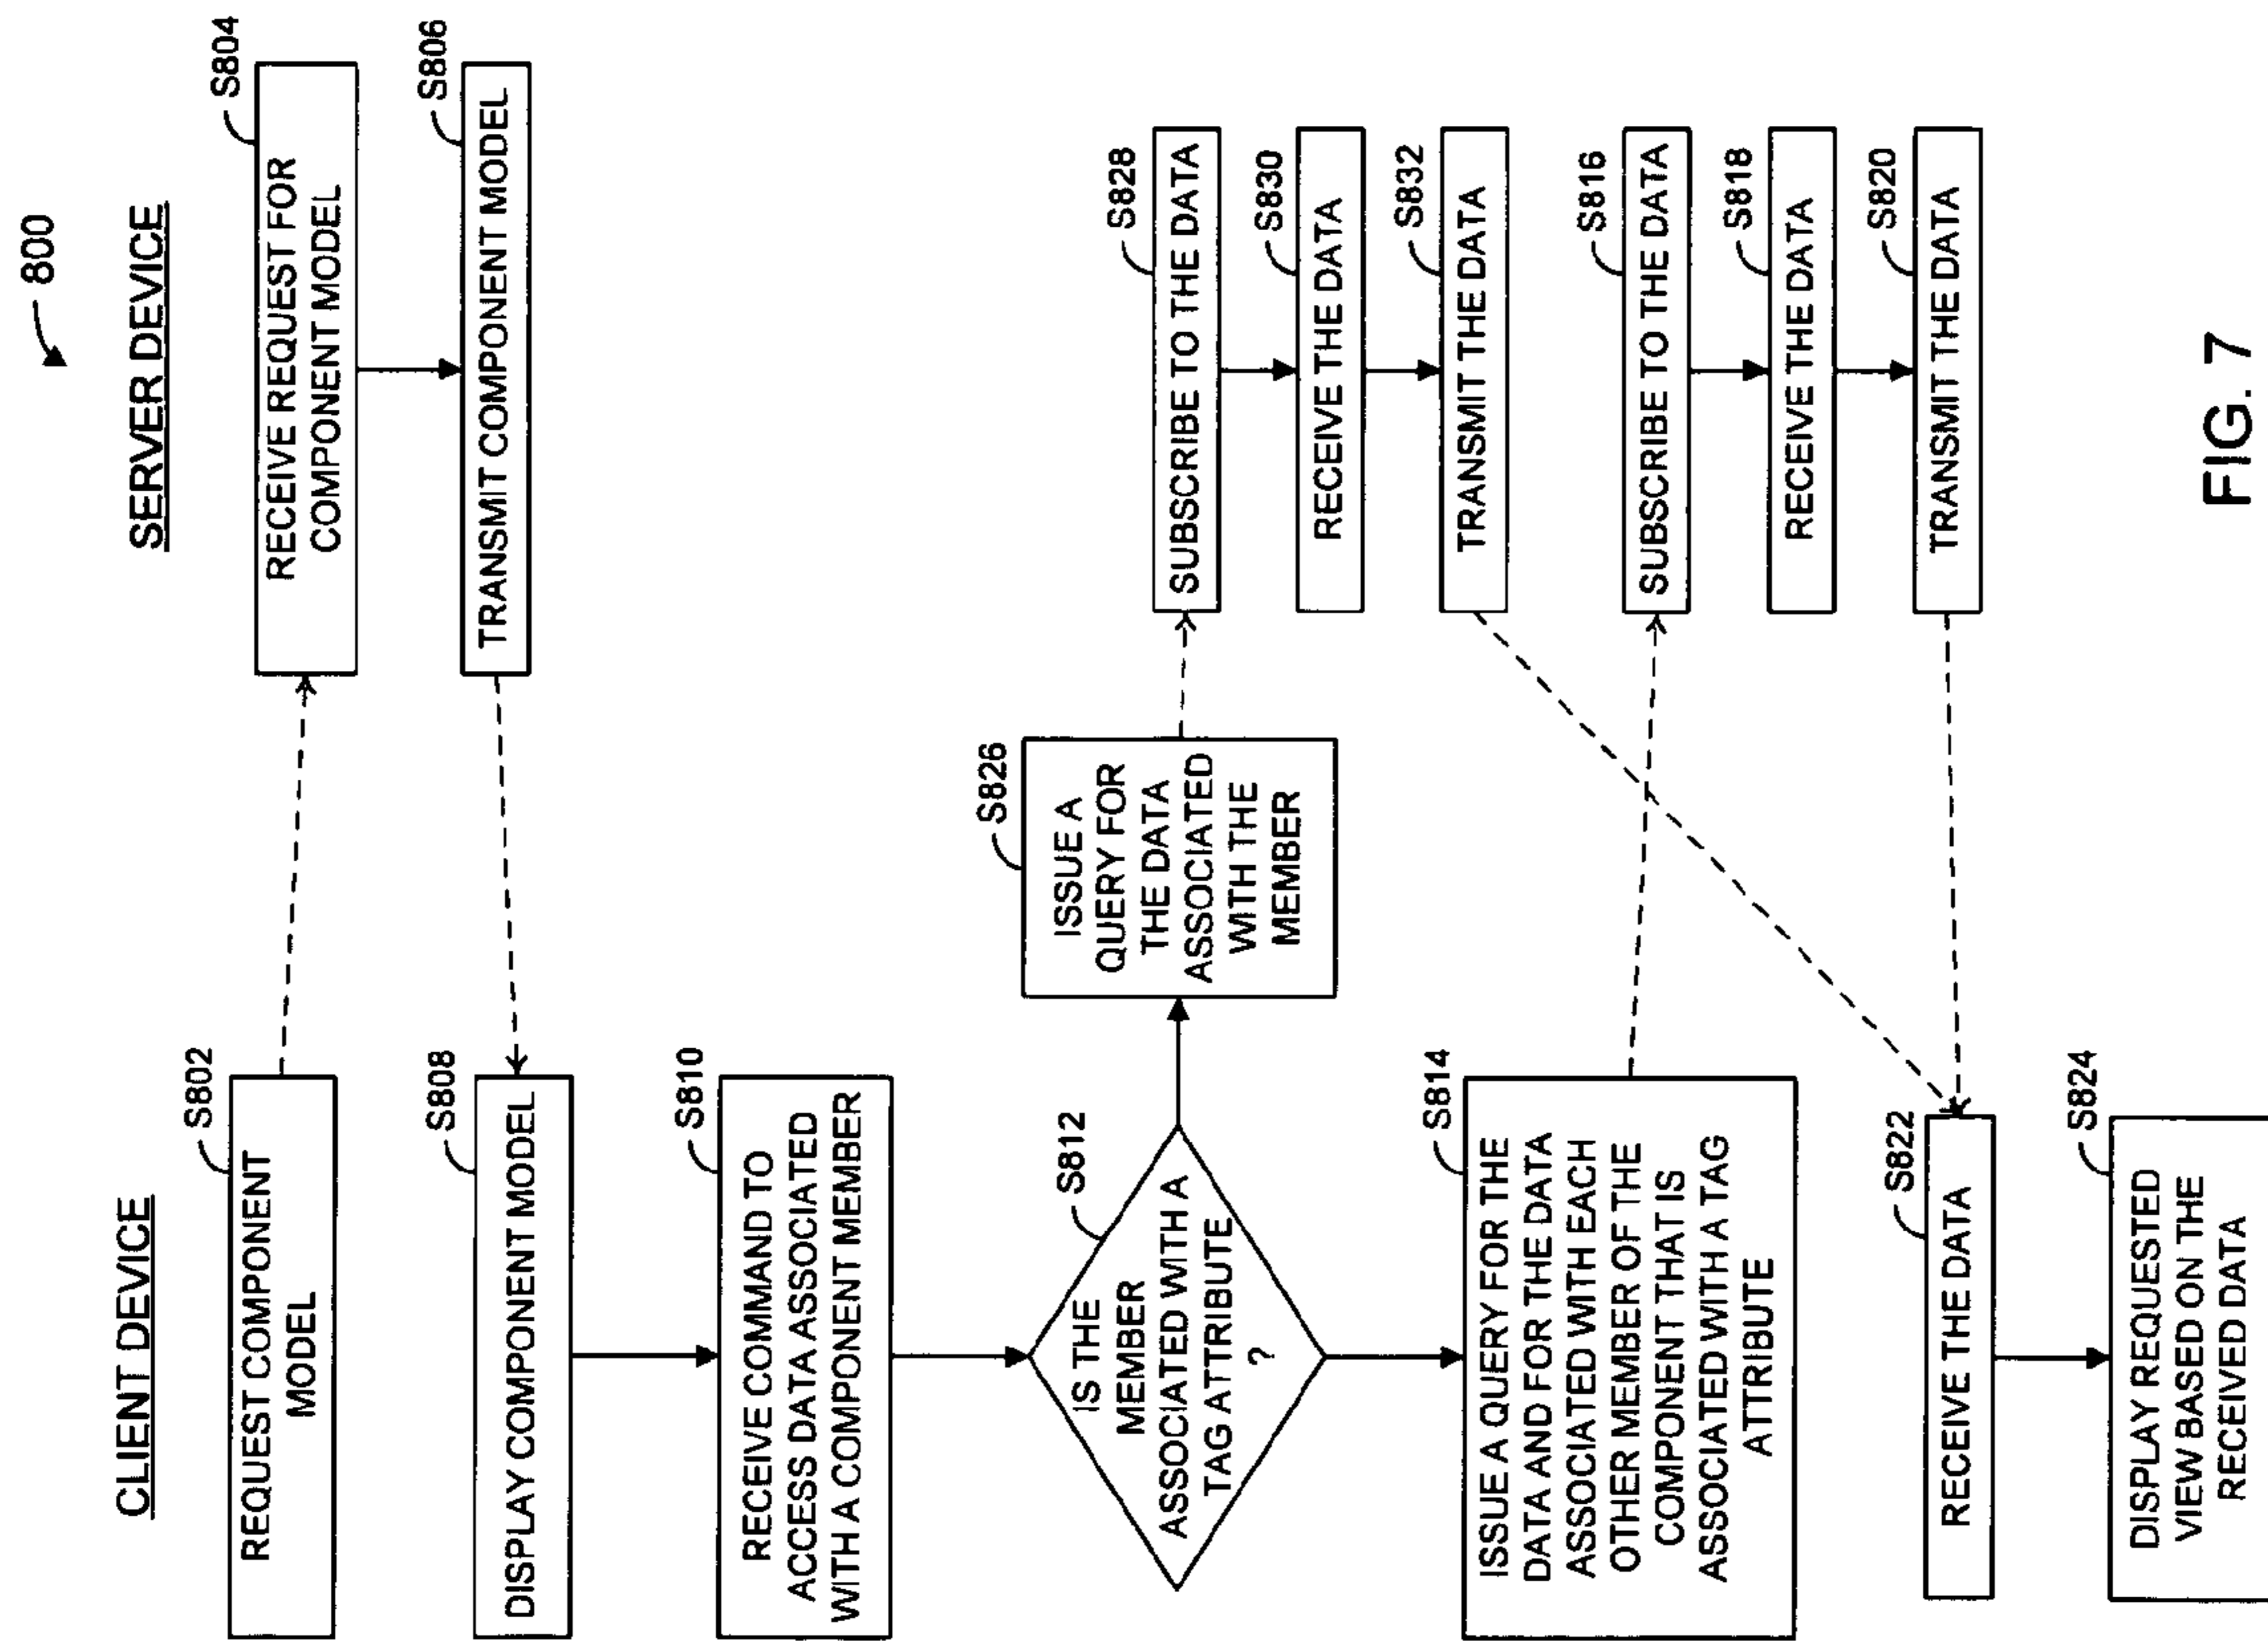 800
CLIENT DEVICE
SERVER DEVICE
S802
REQUEST COMPONENT
MODEL
S804
RECEIVE REQUEST FOR
COMPONENT MODEL
S806
TRANSMIT COMPONENT MODEL
S808
DISPLAY COMPONENT MODEL
S810
RECEIVE COMMAND TO
ACCESS DATA ASSOCIATED
WITH A COMPONENT MEMBER
S812
IS THE
MEMBER
ASSOCIATED WITH A
TAG ATTRIBUTE
?
S826
ISSUE A
QUERY FOR
THE DATA
ASSOCIATED
WITH THE
MEMBER
S828
SUBSCRIBE TO THE DATA
S830
RECEIVE THE DATA
S832
TRANSMIT THE DATA
S814
ISSUE A QUERY FOR THE
DATA AND FOR THE DATA
ASSOCIATED WITH EACH
OTHER MEMBER OF THE
COMPONENT THAT IS
ASSOCIATED WITH A TAG
ATTRIBUTE
S816
SUBSCRIBE TO THE DATA
S818
RECEIVE THE DATA
S820
TRANSMIT THE DATA
S822
RECEIVE THE DATA
S824
DISPLAY REQUESTED
VIEW BASED ON THE
RECEIVED DATA
FIG. 7